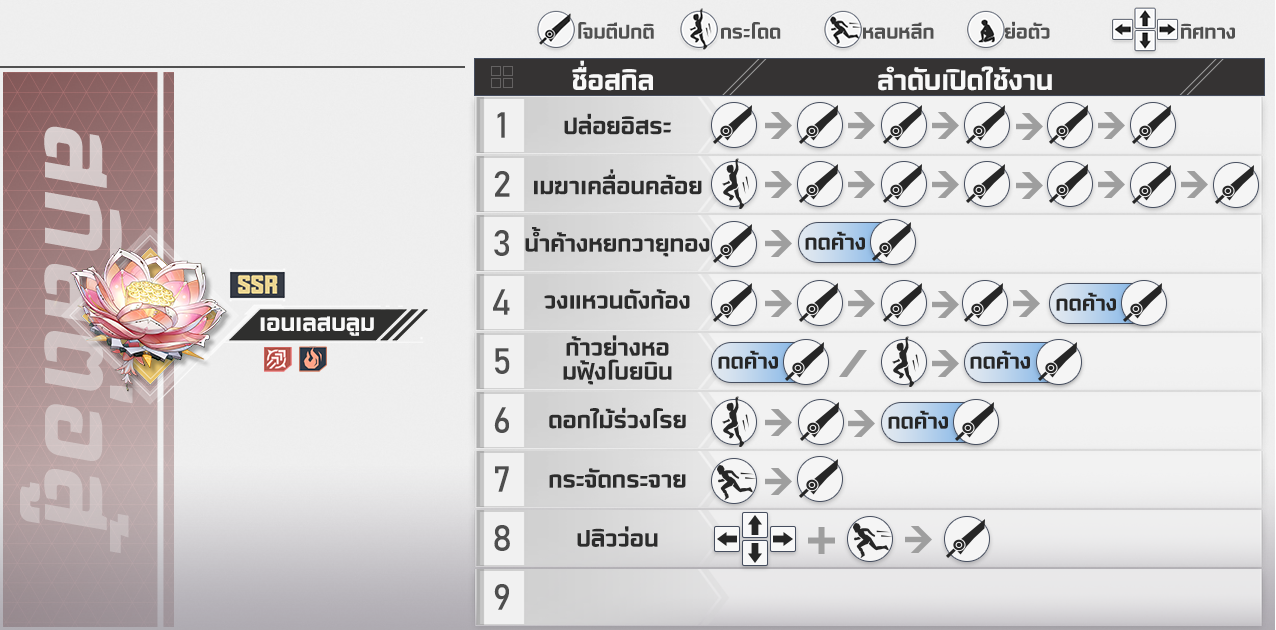 โจมตีปกติ กระโดด หลบหลีก ย่อตัว ทิศทาง
ชื่อสกิล ลำดับเปิดใช้งาน
สกิลต่อสู้
SSR
เอนเลสบลูม
1 ปล่อยอิสระ
2 เมฆาเคลื่อนคล้อย
3 น้ำค้างหยกวายุทอง กดค้าง
4 วงแหวนดังก้อง กดค้าง
5 ก้าวย่างหอ
มฟุ้งโบยบิน กดค้าง / กดค้าง
6 ดอกไม้ร่วงโรย กดค้าง
7 กระจัดกระจาย
8 ปลิวว่อน +
9